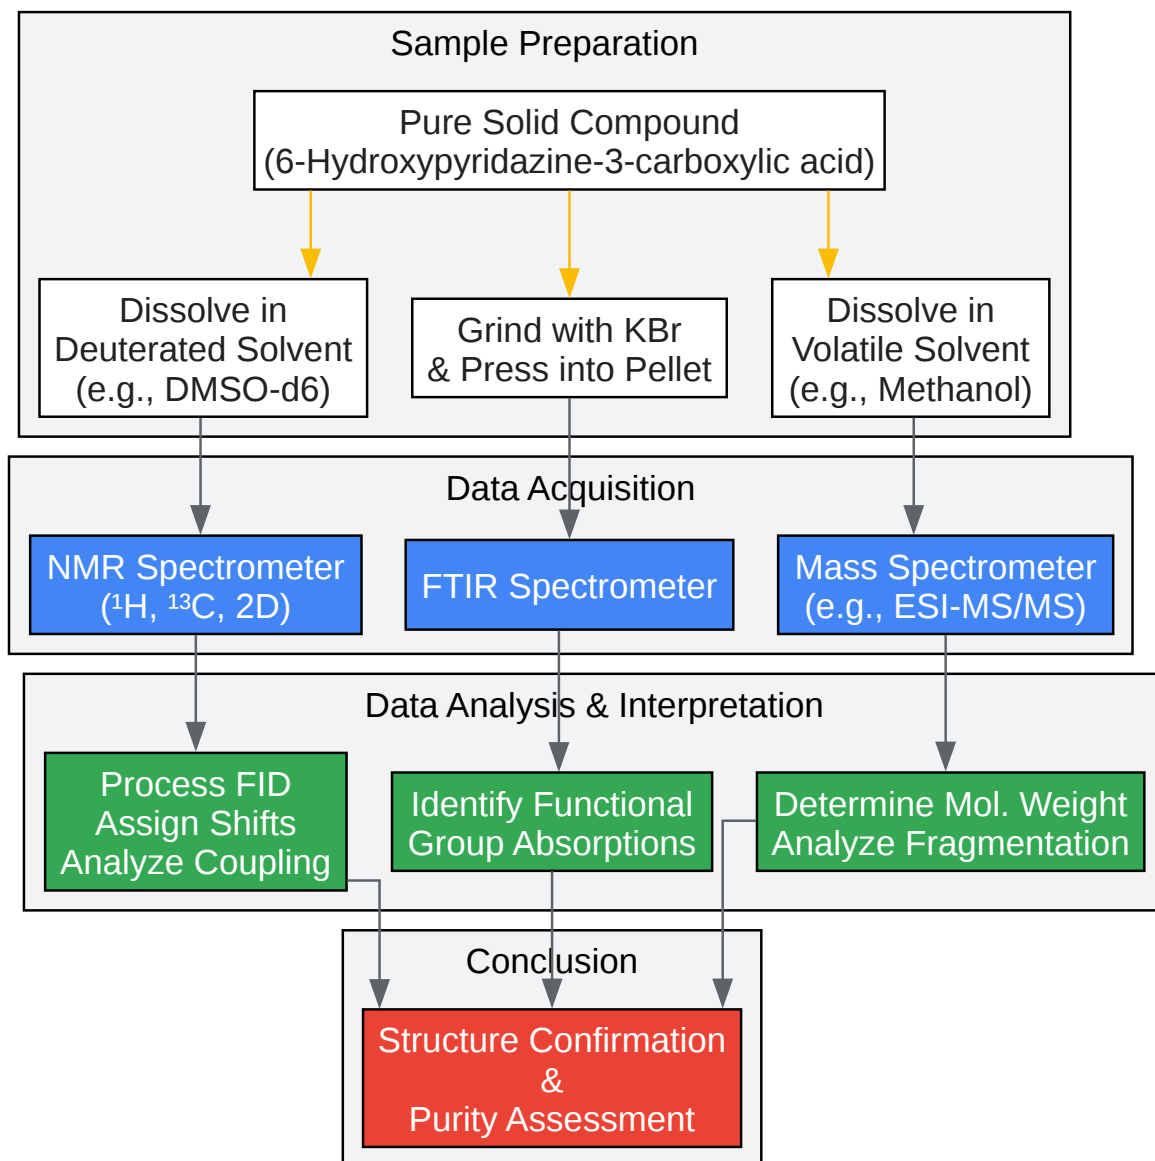 Sample Preparation
Pure Solid Compound
(6-Hydroxypyridazine-3-carboxylic acid)
Dissolve in
Deuterated Solvent
(e.g., DMSO-d6)
Grind with KBr
& Press into Pellet
Dissolve in
Volatile Solvent
(e.g., Methanol)
Data Acquisition
NMR Spectrometer
(¹H, ¹³C, 2D)
FTIR Spectrometer
Mass Spectrometer
(e.g., ESI-MS/MS)
Data Analysis & Interpretation
Process FID
Assign Shifts
Analyze Coupling
Identify Functional
Group Absorptions
Determine Mol. Weight
Analyze Fragmentation
Conclusion
Structure Confirmation
&
Purity Assessment